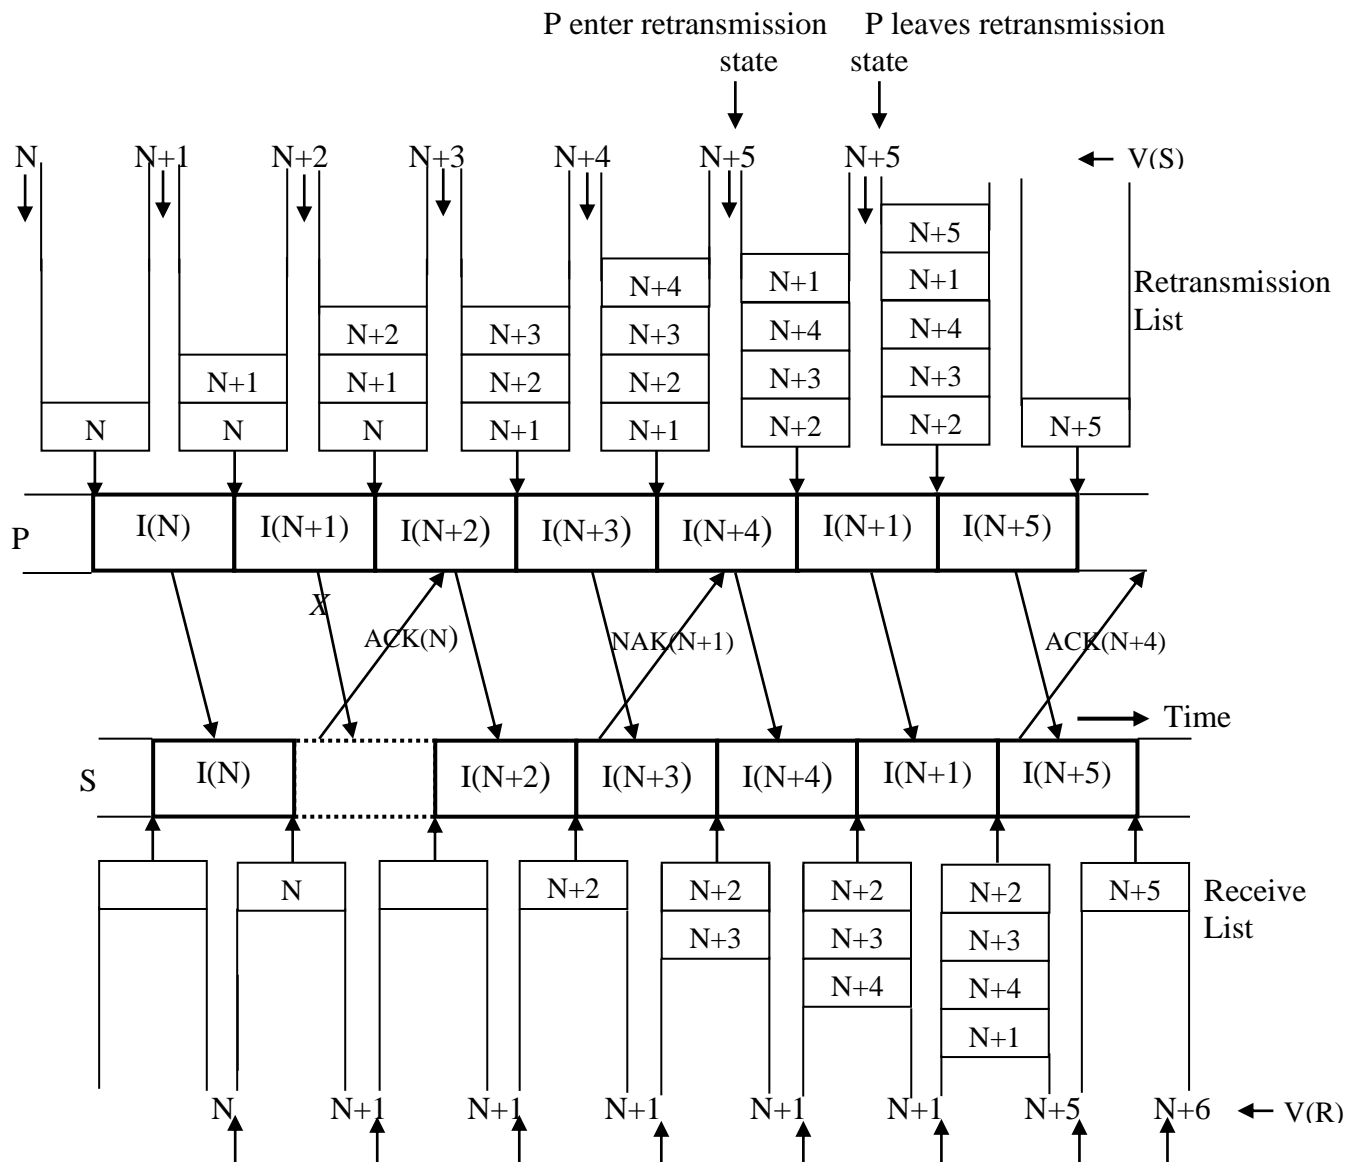 P enter retransmission state
P leaves retransmission state
N N+1 N+2 N+3 N+4 N+5 N+5 V(S)
N+5
N+4 N+1 N+1
N+2 N+3 N+3 N+4 N+4
N+1 N+1 N+2 N+2 N+3 N+3
N N N N+1 N+1 N+2 N+2 N+5
Retransmission
List
P I(N) I(N+1) I(N+2) I(N+3) I(N+4) I(N+1) I(N+5)
X
ACK(N) NAK(N+1) ACK(N+4)
Time
S I(N) I(N+2) I(N+3) I(N+4) I(N+1) I(N+5)
N N+2 N+2 N+2 N+2 N+5
N+3 N+3 N+3
N+4 N+4
N+1
Receive
List
N N+1 N+1 N+1 N+1 N+1 N+5 N+6 V(R)